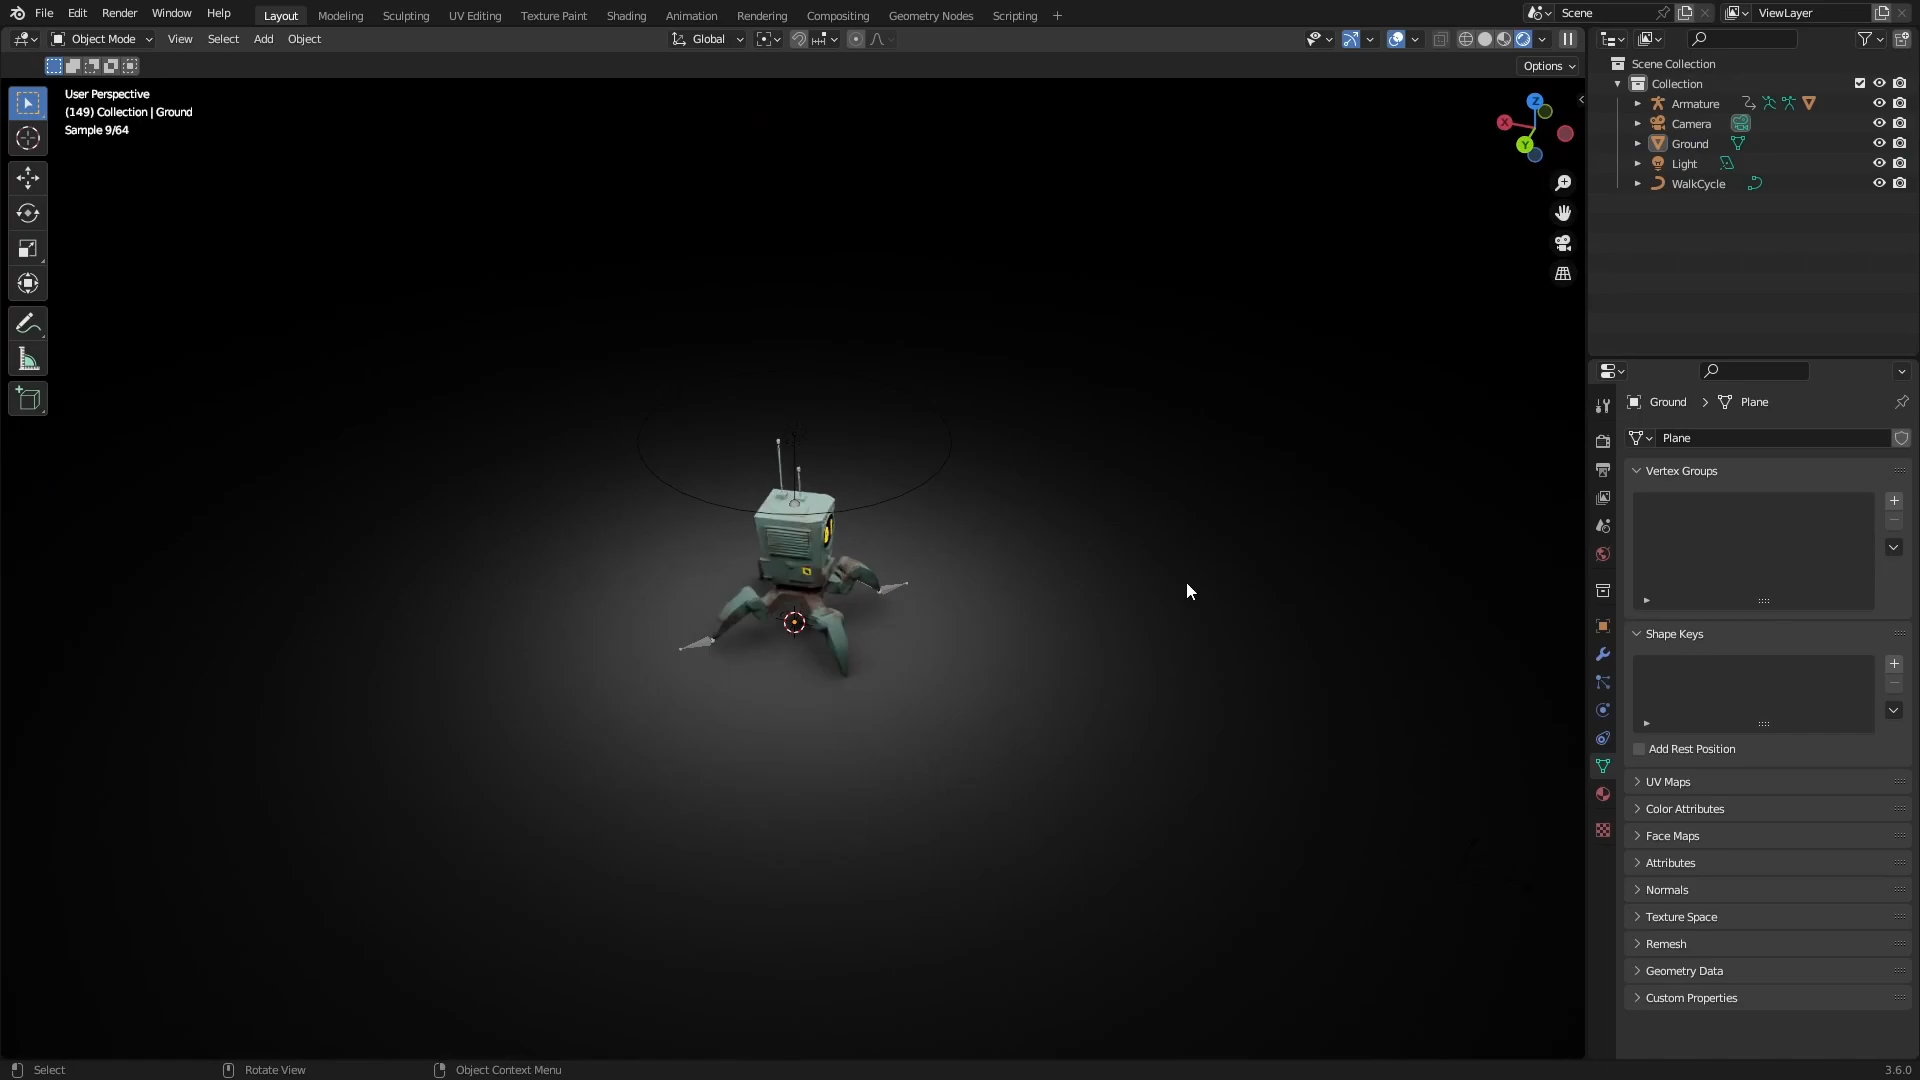 File Edit Render Window Help Layout Modeling Sculpting UV Editing Texture Paint Shading Animation Rendering Compositing Geometry Nodes Scripting + Scene ViewLayer
Object Mode View Select Add Object Global
Options
User Perspective
(149) Collection | Ground
Sample 9/64
Z
X
Y
Scene Collection
Collection
Armature
Camera
Ground
Light
WalkCycle
Ground > Plane
Plane
Vertex Groups
Shape Keys
Add Rest Position
UV Maps
Color Attributes
Face Maps
Attributes
Normals
Texture Space
Remesh
Geometry Data
Custom Properties
Select Rotate View Object Context Menu 3.6.0